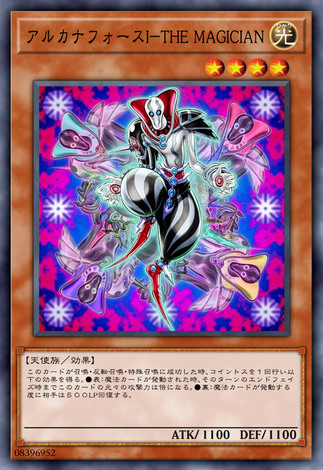 アルカナフォースI−THE MAGICIAN
光
【天使族／効果】
このカードが召喚・反転召喚・特殊召喚に成功した時、コイントスを１回行い以
下の効果を得る。●表：魔法カードが発動された時、そのターンのエンドフェイ
ズ時までこのカードの元々の攻撃力は倍になる。●裏：魔法カードが発動する
度に相手は５００LP回復する。
ATK/ 1100 DEF/ 1100
08396952